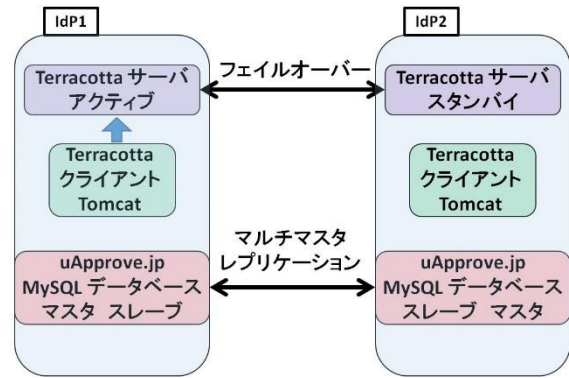 IdP1
IdP2
Terracotta サーバ
アクティブ
フェイルオーバー
Terracotta サーバ
スタンバイ
Terracotta
クライアント
Tomcat
Terracotta
クライアント
Tomcat
マルチマスタ
レプリケーション
uApprove.jp
MySQL データベース
マスタ スレーブ
uApprove.jp
MySQL データベース
スレーブ マスタ